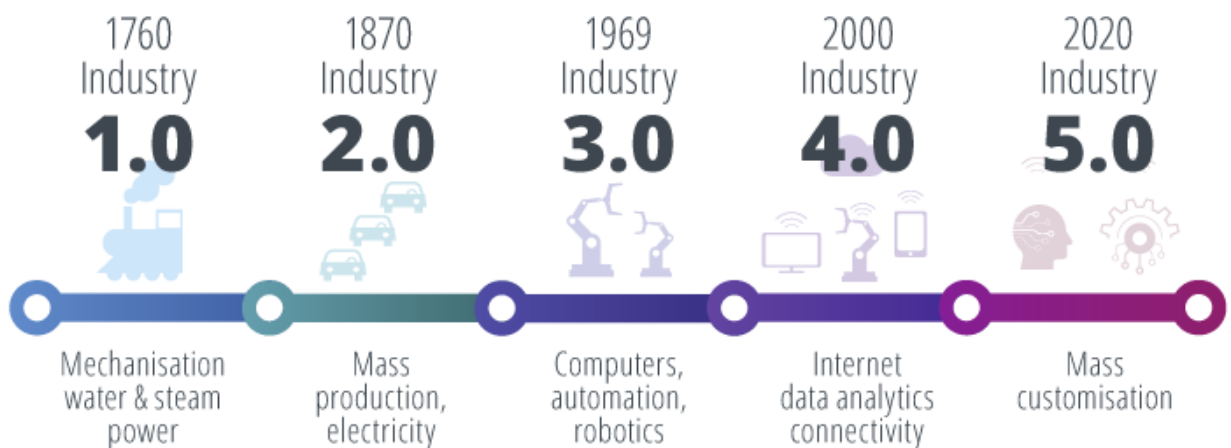 1760
Industry
1.0
Mechanisation
water & steam
power
1870
Industry
2.0
Mass
production,
electricity
1969
Industry
3.0
Computers,
automation,
robotics
2000
Industry
4.0
Internet
data analytics
connectivity
2020
Industry
5.0
Mass
customisation